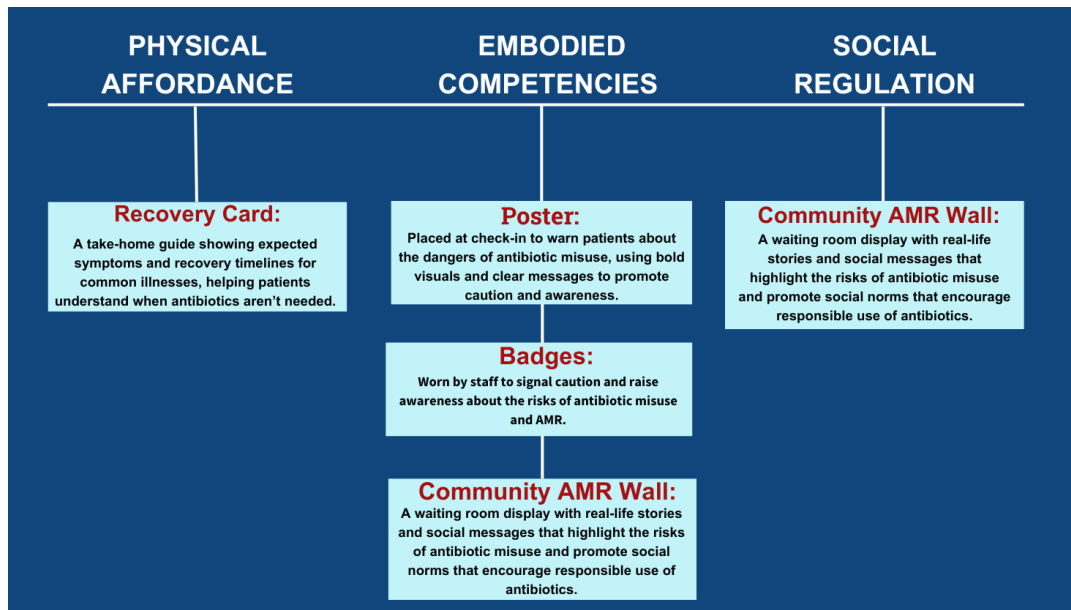 PHYSICAL
AFFORDANCE
EMBODIED
COMPETENCIES
SOCIAL
REGULATION
Recovery Card:
A take-home guide showing expected
symptoms and recovery timelines for
common illnesses, helping patients
understand when antibiotics aren't needed.
Poster:
Placed at check-in to warn patients about
the dangers of antibiotic misuse, using bold
visuals and clear messages to promote
caution and awareness.
Badges:
Worn by staff to signal caution and raise
awareness about the risks of antibiotic misuse
and AMR.
Community AMR Wall:
A waiting room display with real-life stories
and social messages that highlight the risks
of antibiotic misuse and promote social
norms that encourage responsible use of
antibiotics.
Community AMR Wall:
A waiting room display with real-life
stories and social messages that
highlight the risks of antibiotic misuse
and promote social norms that encourage
responsible use of antibiotics.